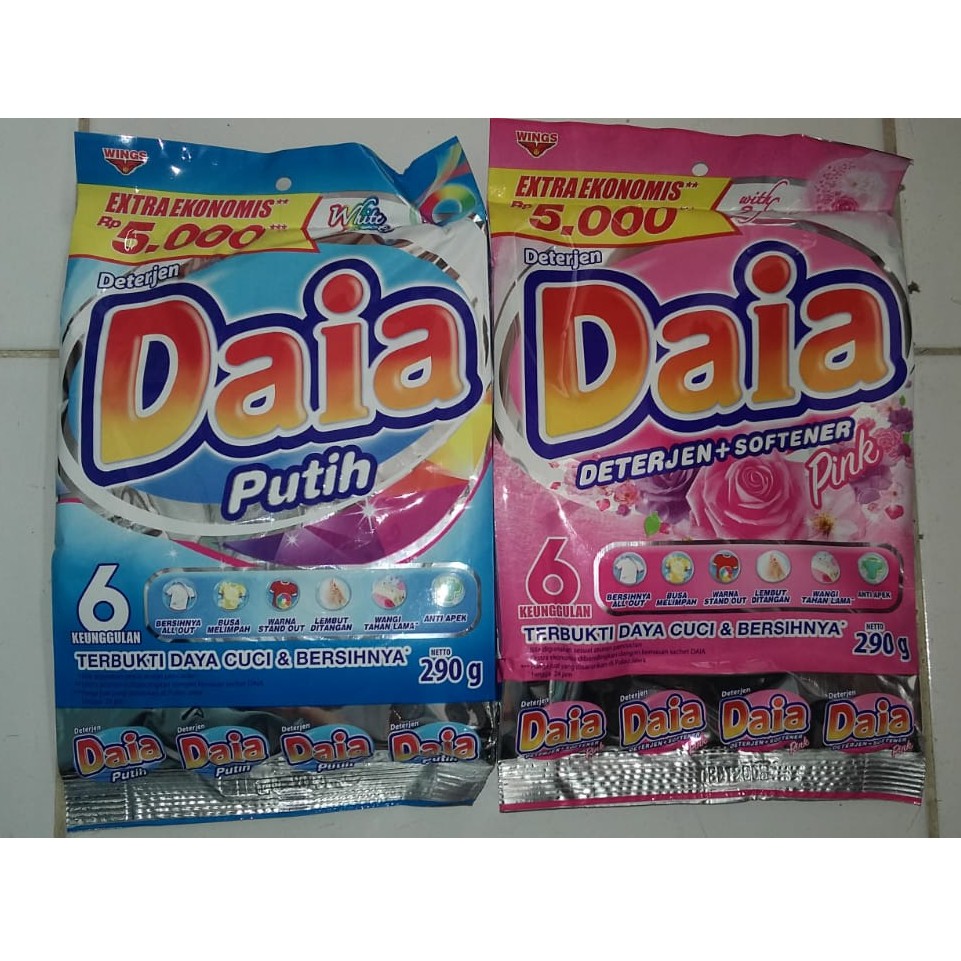 WINGS
EXTRA EKONOMIS**
Rp 5.000***
White
Deterjen
Daia
Putih
6
KEUNGGULAN
BERSIHNYA
'ALL OUT'
BUSA
MELIMPAH
WARNA
STAND OUT
LEMBUT
DITANGAN
WANGI
TAHAN LAMA*
ANTI APEK
TERBUKTI DAYA CUCI & BERSIHNYA*
NETTO
290 g
Deterjen
Daia
Putih
Deterjen
Daia
Putih
Deterjen
Daia
Putih
Deterjen
Daia
Putih
WINGS
EXTRA EKONOMIS**
Rp 5.000
with
Deterjen
Daia
DETERJEN+SOFTENER
Pink
6
KEUNGGULAN
BERSIHNYA
'ALL OUT'
BUSA
MELIMPAH
WARNA
STAND OUT
LEMBUT
DITANGAN
WANGI
TAHAN LAMA*
ANTI APEK
TERBUKTI DAYA CUCI & BERSIHNYA*
NETTO
290 g
Deterjen
Daia
DETERJEN+SOFTENER
Pink
Deterjen
Daia
DETERJEN+SOFTENER
Pink
Deterjen
Daia
DETERJEN+SOFTENER
Pink
Deterjen
Daia
DETERJEN+SOFTENER
Pink